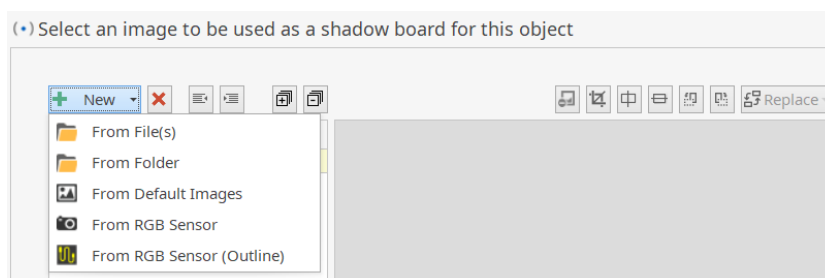 Select an image to be used as a shadow board for this object
New
Replace
From File(s)
From Folder
From Default Images
From RGB Sensor
From RGB Sensor (Outline)